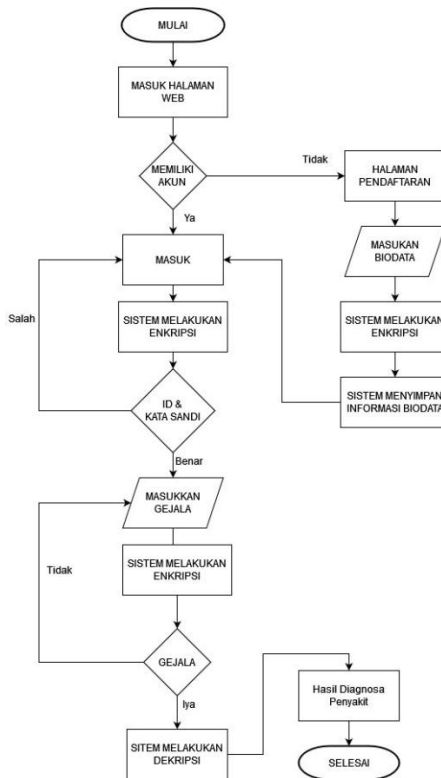 MULAI
MASUK HALAMAN
WEB
MEMILIKI
AKUN
Tidak
HALAMAN
PENDAFTARAN
Ya
MASUKAN
BIODATA
MASUK
Salah
SISTEM MELAKUKAN
ENKRIPSI
SISTEM MELAKUKAN
ENKRIPSI
ID &
KATA SANDI
SISTEM MENYIMPAN
INFORMASI BIODATA
Benar
MASUKKAN
GEJALA
Tidak
SISTEM MELAKUKAN
ENKRIPSI
GEJALA
Iya
Hasil Diagnosa
Penyakit
SITEM MELAKUKAN
DEKRIPSI
SELESAI